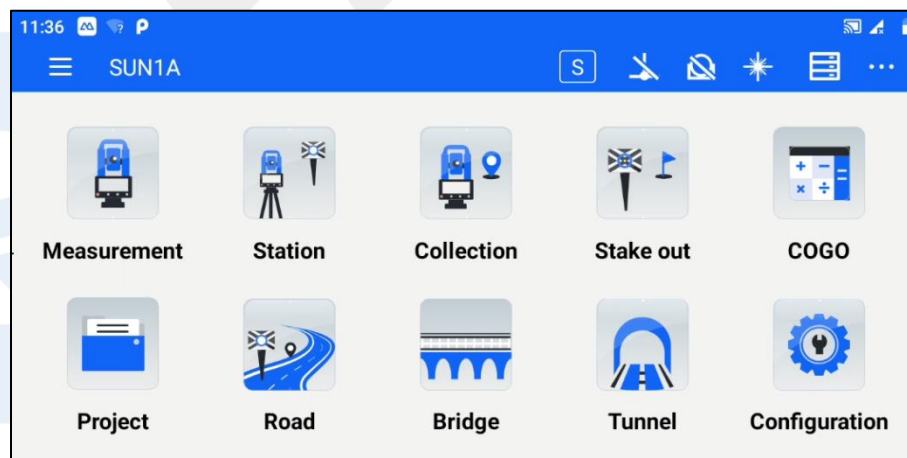 11:36
SUN1A
S
Measurement Station Collection Stake out COGO
Project Road Bridge Tunnel Configuration